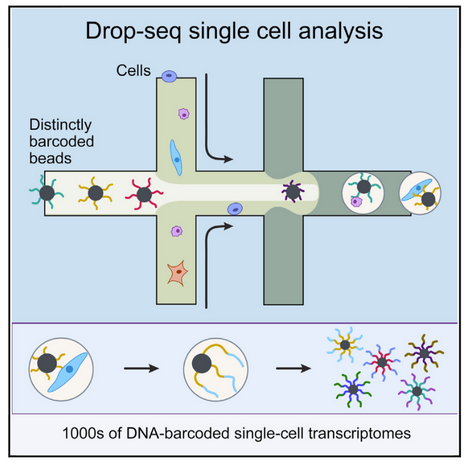 Drop-seq single cell analysis
Cells
Distinctly
barcoded
beads
1000s of DNA-barcoded single-cell transcriptomes